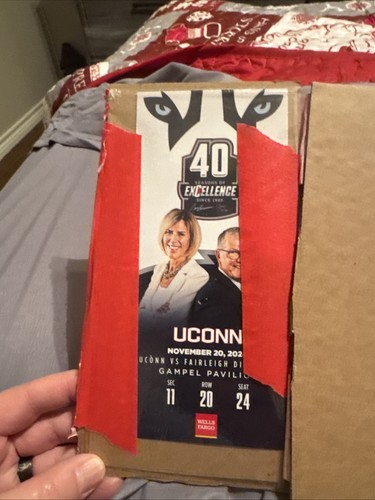 40
SEASONS OF
EXCELLENCE
SINCE 1985
UCONN
NOVEMBER 20, 202
UCONN VS FAIRLEIGH DI
GAMPEL PAVILIO
SEC ROW SEAT
11 20 24
WELLS
FARGO